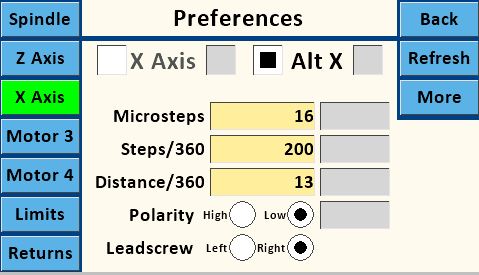 Spindle Preferences Back
Z Axis X Axis Alt X Refresh
X Axis More
Microsteps 16
Motor 3 Steps/360 200
Motor 4 Distance/360 13
Limits Polarity High Low
Returns Leadscrew Left Right